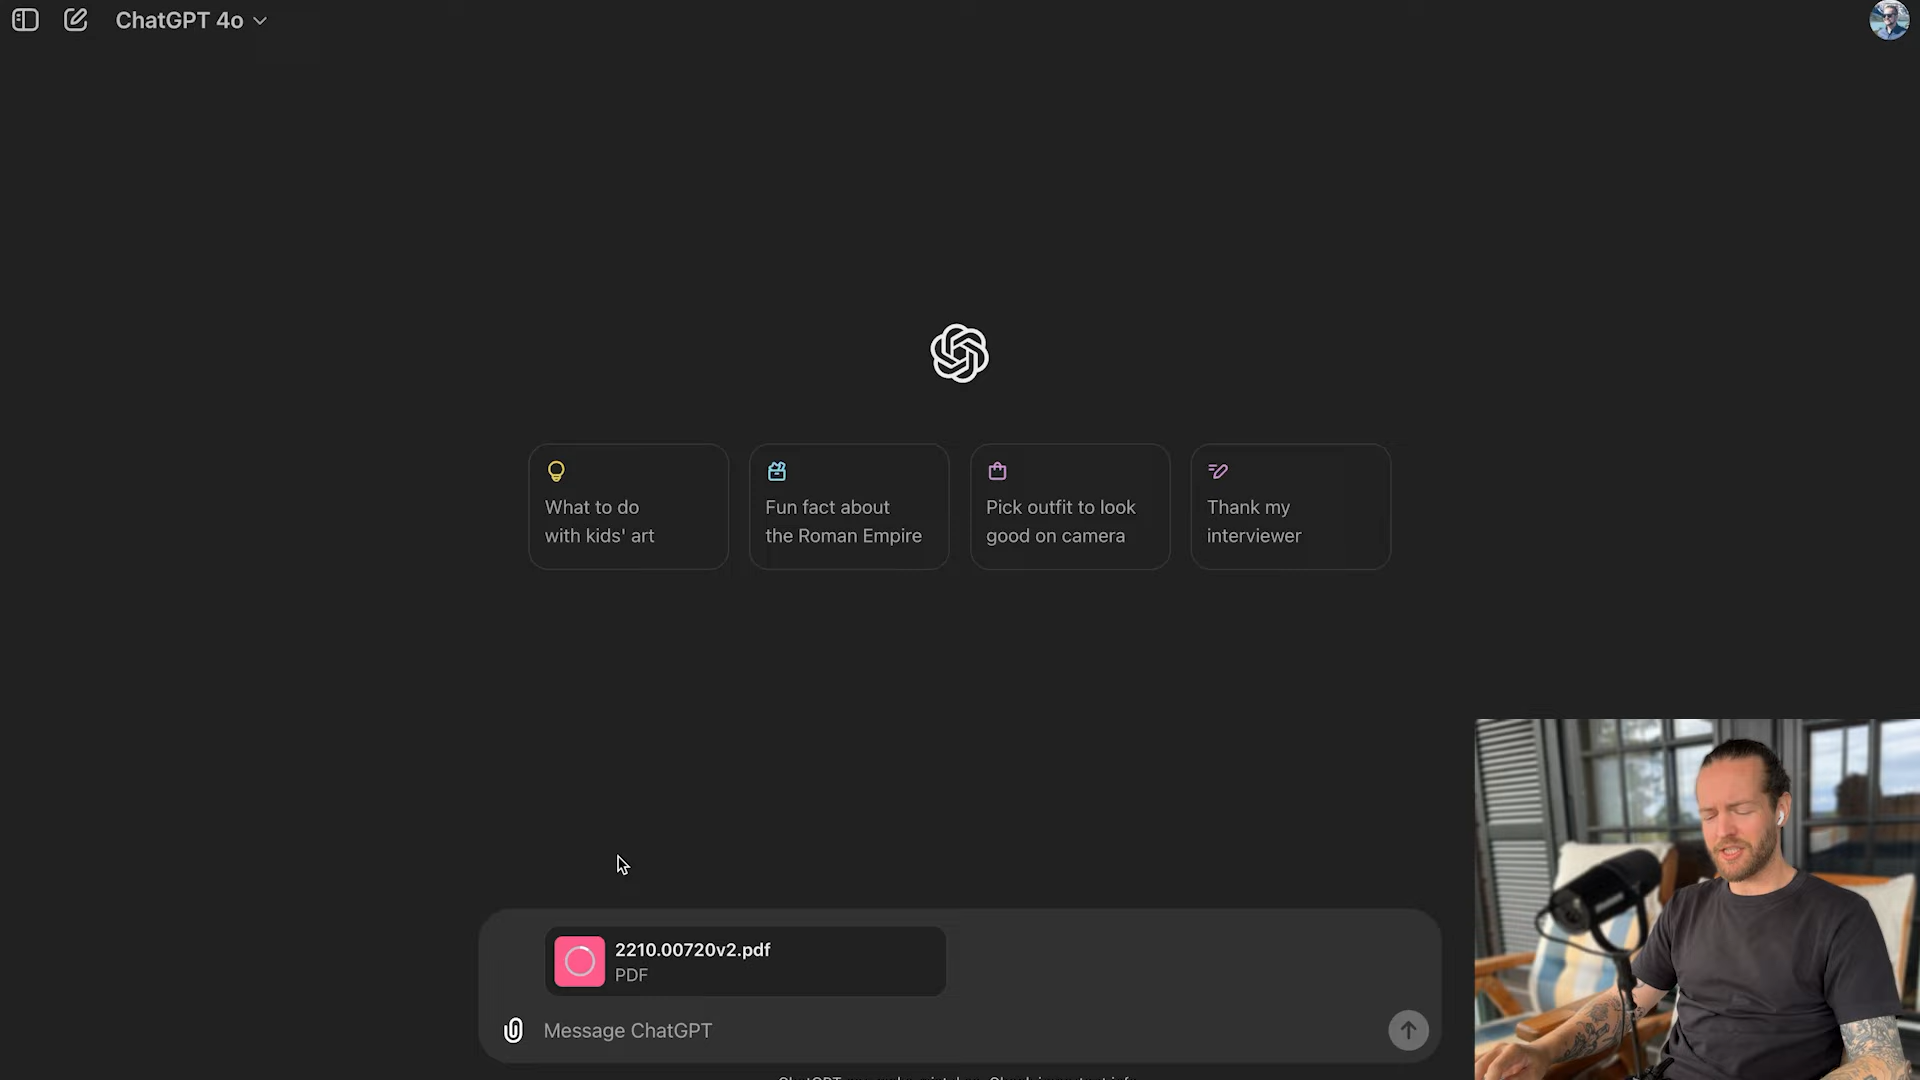 ChatGPT 4o
What to do
with kids' art
Fun fact about
the Roman Empire
Pick outfit to look
good on camera
Thank my
interviewer
2210.00720v2.pdf
PDF
Message ChatGPT